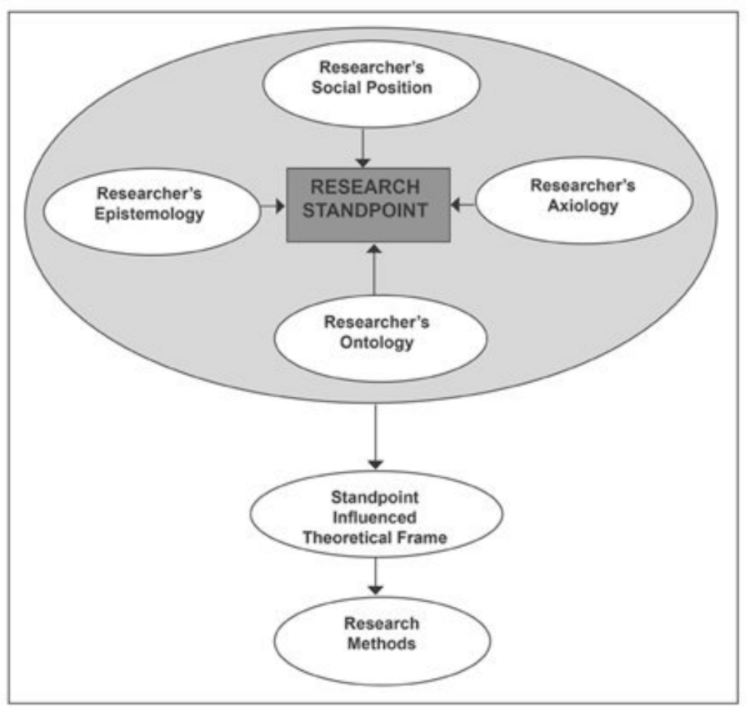 Researcher's
Social Position
Researcher's
Epistemology
RESEARCH
STANDPOINT
Researcher's
Axiology
Researcher's
Ontology
Standpoint
Influenced
Theoretical Frame
Research
Methods